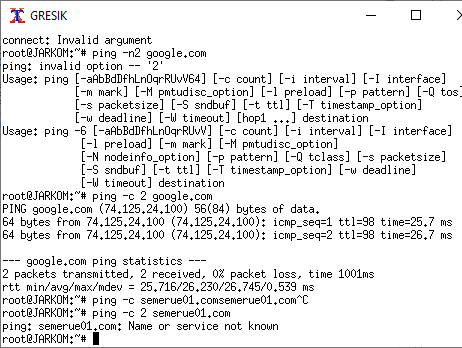 GRESIK
connect: Invalid argument
root@JARKOM:~# ping -n2 google.com
ping: invalid option -- '2'
Usage: ping [-aAbBdDfhLnOqrRUvV64] [-c count] [-i interval] [-I interface]
[-m mark] [-M pmtudisc_option] [-l preload] [-p pattern] [-Q tos]
[-s packetsize] [-S sndbuf] [-t ttl] [-T timestamp_option]
[-w deadline] [-W timeout] [hop1 ...] destination
Usage: ping -6 [-aAbBdDfhLnOqrRUvV] [-c count] [-i interval] [-I interface]
[-l preload] [-m mark] [-M pmtudisc_option]
[-N nodeinfo_option] [-p pattern] [-Q tclass] [-s packetsize]
[-S sndbuf] [-t ttl] [-T timestamp_option] [-w deadline]
[-W timeout] destination
root@JARKOM:~# ping -c 2 google.com
PING google.com (74.125.24.100) 56(84) bytes of data.
64 bytes from 74.125.24.100 (74.125.24.100): icmp_seq=1 ttl=98 time=25.7 ms
64 bytes from 74.125.24.100 (74.125.24.100): icmp_seq=2 ttl=98 time=26.7 ms
--- google.com ping statistics ---
2 packets transmitted, 2 received, 0% packet loss, time 1001ms
rtt min/avg/max/mdev = 25.716/26.230/26.745/0.539 ms
root@JARKOM:~# ping -c semerue01.comsemerue01.com^C
root@JARKOM:~# ping -c 2 semerue01.com
ping: semerue01.com: Name or service not known
root@JARKOM:~#